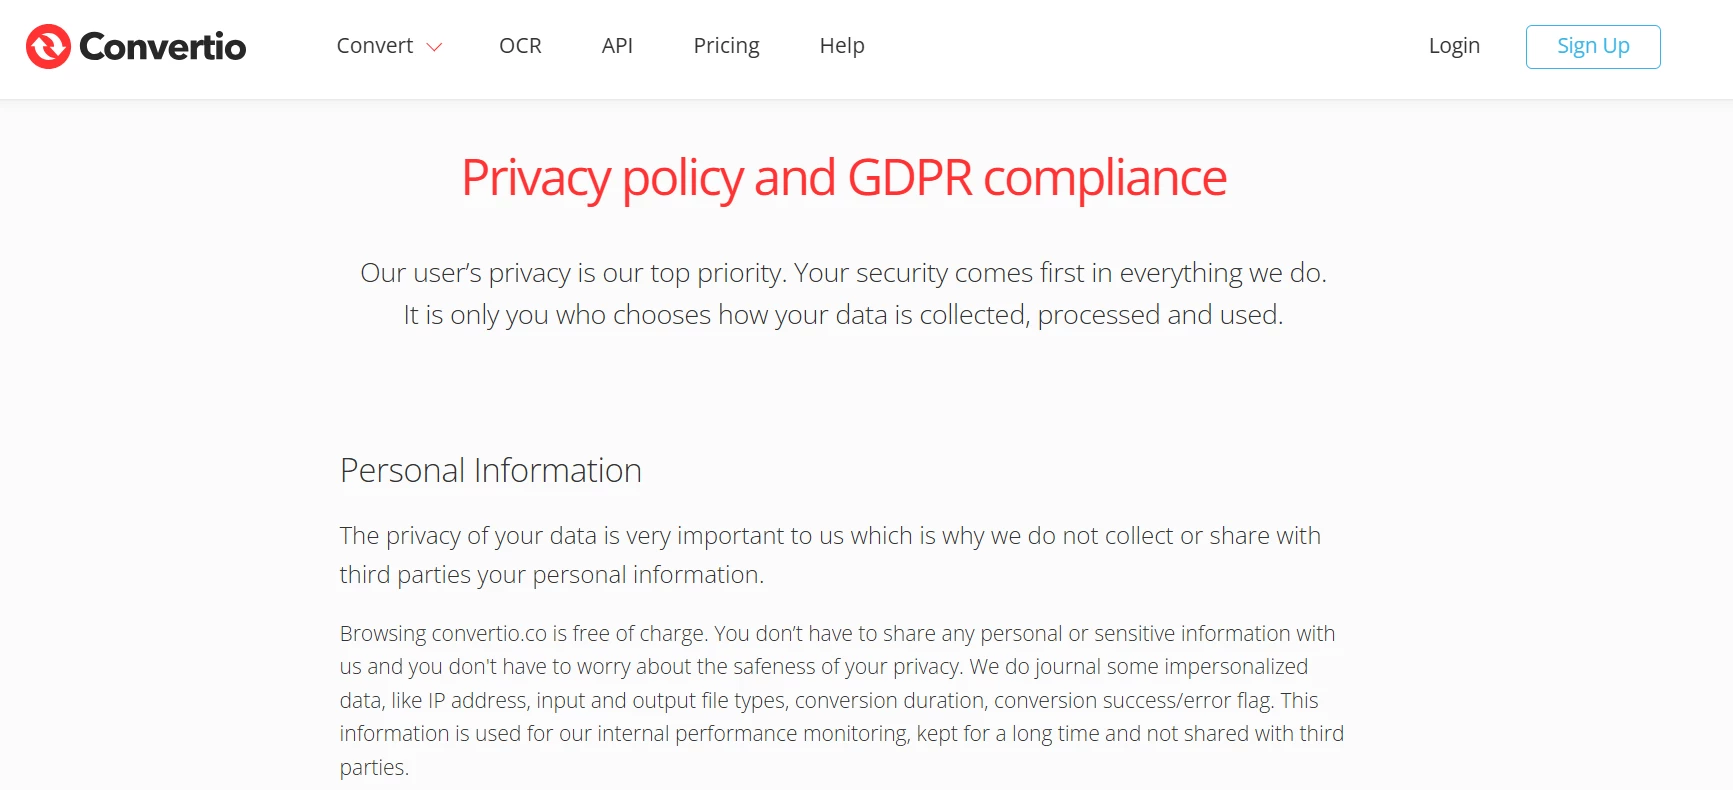 Convertio
Convert
OCR
API
Pricing
Help
Login
Sign Up
Privacy policy and GDPR compliance
Our user’s privacy is our top priority. Your security comes first in everything we do.
It is only you who chooses how your data is collected, processed and used.
Personal Information
The privacy of your data is very important to us which is why we do not collect or share with
third parties your personal information.
Browsing convertio.co is free of charge. You don’t have to share any personal or sensitive information with
us and you don't have to worry about the safeness of your privacy. We do journal some impersonalized
data, like IP address, input and output file types, conversion duration, conversion success/error flag. This
information is used for our internal performance monitoring, kept for a long time and not shared with third
parties.